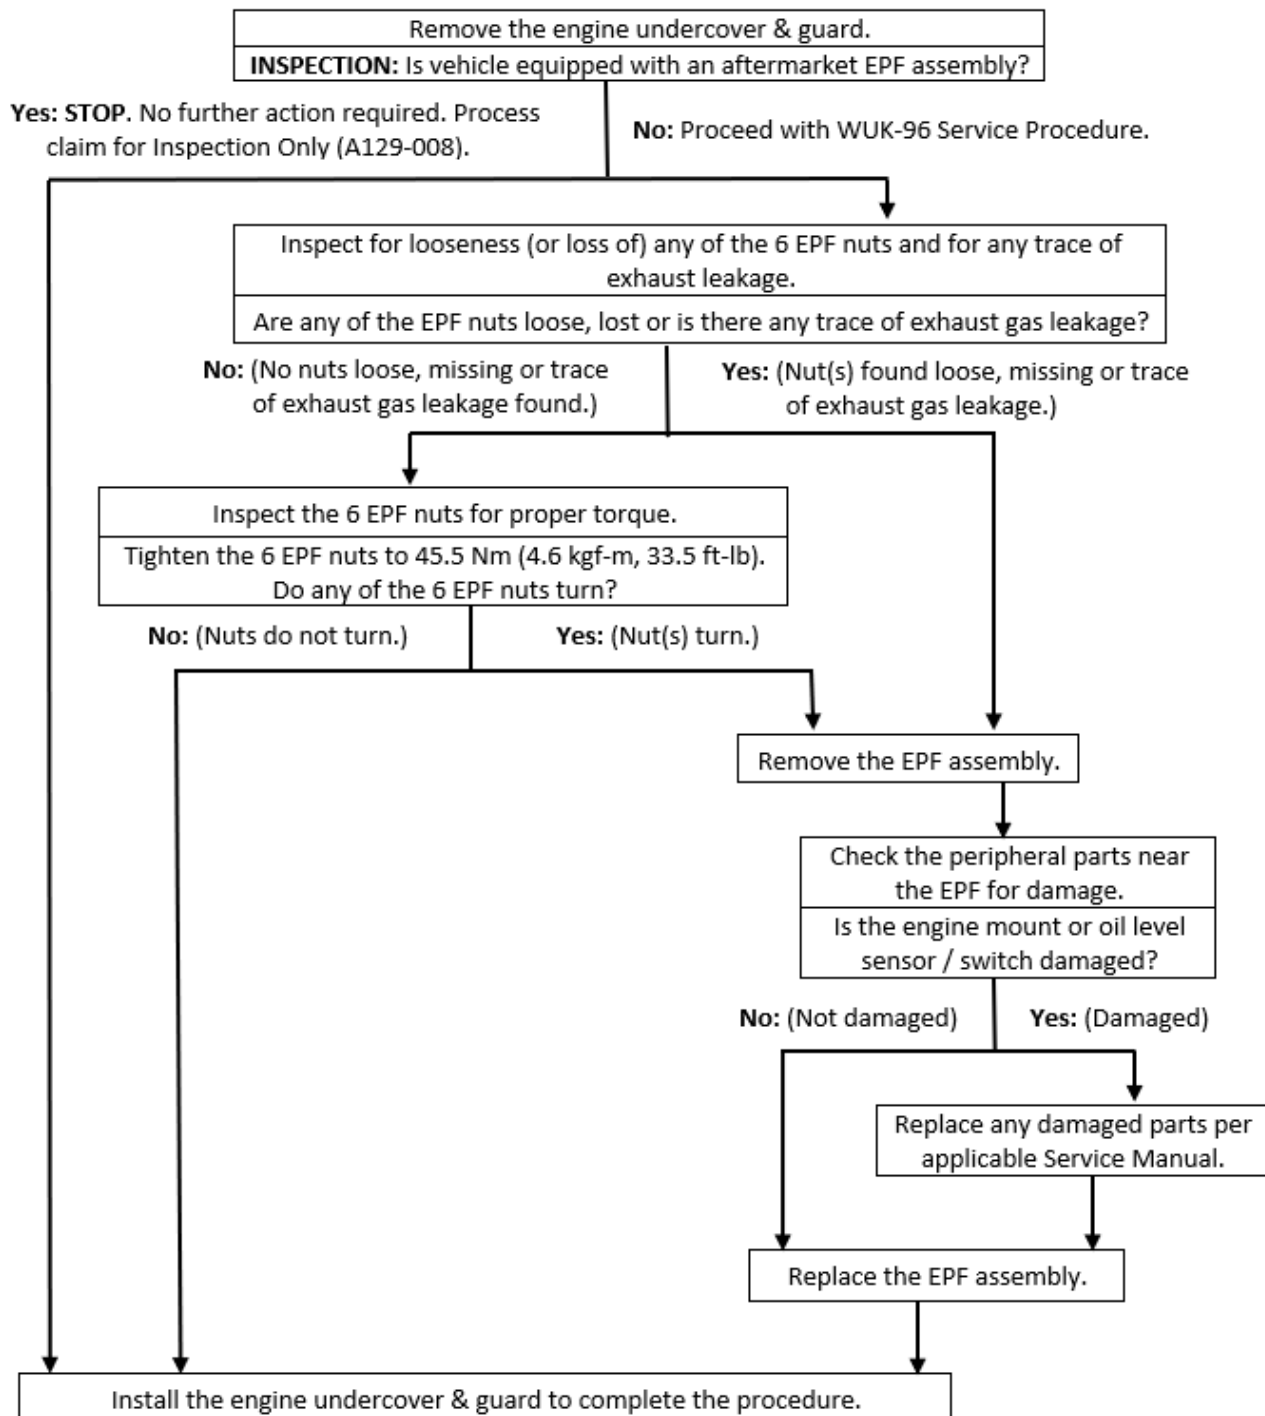 Remove the engine undercover & guard.
INSPECTION: Is vehicle equipped with an aftermarket EPF assembly?
Yes: STOP. No further action required. Process
claim for Inspection Only (A129-008).
No: Proceed with WUK-96 Service Procedure.
Inspect for looseness (or loss of) any of the 6 EPF nuts and for any trace of
exhaust leakage.
Are any of the EPF nuts loose, lost or is there any trace of exhaust gas leakage?
No: (No nuts loose, missing or trace
of exhaust gas leakage found.)
Yes: (Nut(s) found loose, missing or trace
of exhaust gas leakage.)
Inspect the 6 EPF nuts for proper torque.
Tighten the 6 EPF nuts to 45.5 Nm (4.6 kgf-m, 33.5 ft-lb).
Do any of the 6 EPF nuts turn?
No: (Nuts do not turn.)
Yes: (Nut(s) turn.)
Remove the EPF assembly.
Check the peripheral parts near
the EPF for damage.
Is the engine mount or oil level
sensor / switch damaged?
No: (Not damaged)
Yes: (Damaged)
Replace any damaged parts per
applicable Service Manual.
Replace the EPF assembly.
Install the engine undercover & guard to complete the procedure.